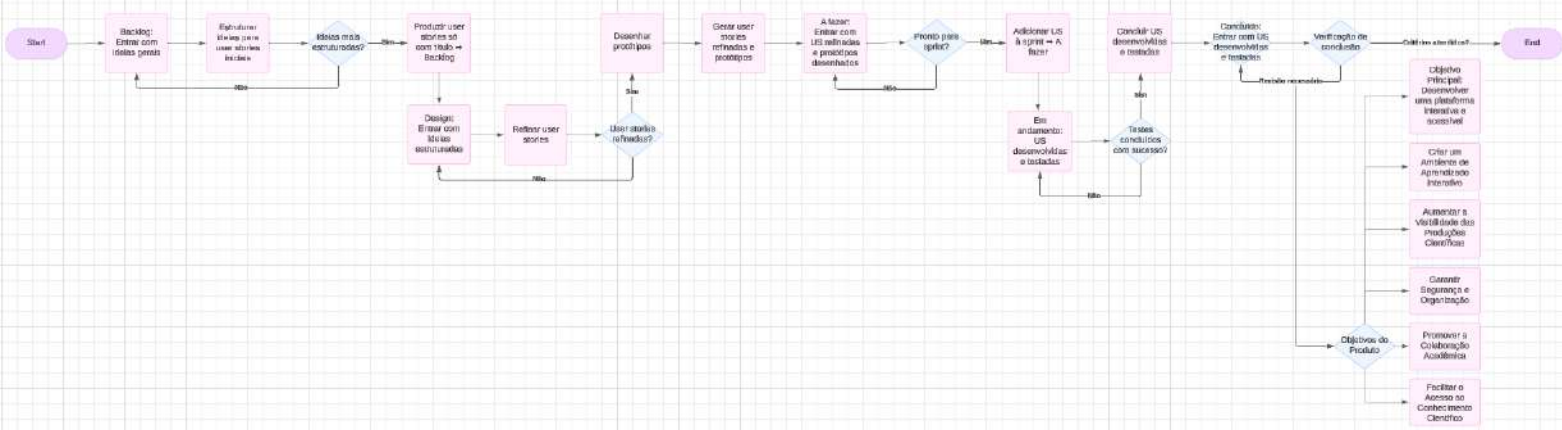 Start
Backlog:
Entrar com
ideias gerais
Estruturar
ideias para
user stories
iniciais
Ideias mais
estruturadas?
Sim
Não
Produzir user
stories só
com título ➡
Backlog
Design:
Entrar com
ideias
estruturadas
Refinar user
stories
User stories
refinadas?
Sim
Não
Desenhar
protótipos
Gerar user
stories
refinadas e
protótipos
A fazer:
Entrar com
US refinadas
e protótipos
desenhados
Pronto para
sprint?
Sim
Não
Adicionar US
à sprint ➡ A
fazer
Em
andamento:
US
desenvolvidas
e testadas
Testes
concluídos
com sucesso?
Sim
Não
Concluir US
desenvolvidas
e testadas
Concluído:
Entrar com US
desenvolvidas
e testadas
Verificação de
conclusão
Critérios atendidos?
Revisão necessária
End
Objetivos do
Produto
Objetivo
Principal:
Desenvolver
uma plataforma
interativa e
acessível
Criar um
Ambiente de
Aprendizado
Interativo
Aumentar a
Visibilidade das
Produções
Científicas
Garantir
Segurança e
Organização
Promover a
Colaboração
Acadêmica
Facilitar o
Acesso ao
Conhecimento
Científico